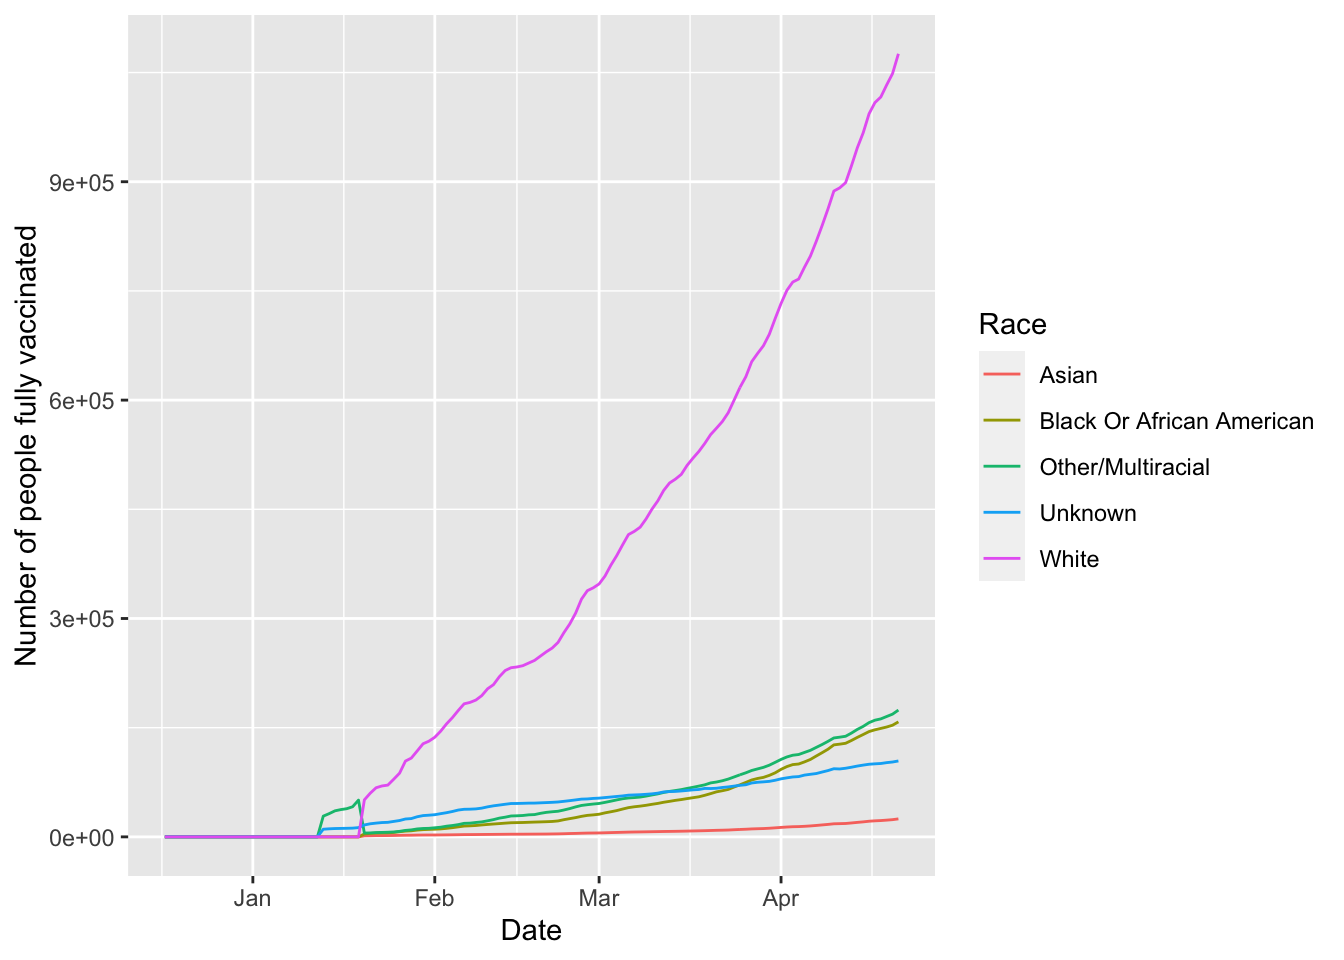 Number of people fully vaccinated
9e+05
6e+05
3e+05
0e+00
Jan
Feb
Mar
Apr
Date
Race
Asian
Black Or African American
Other/Multiracial
Unknown
White